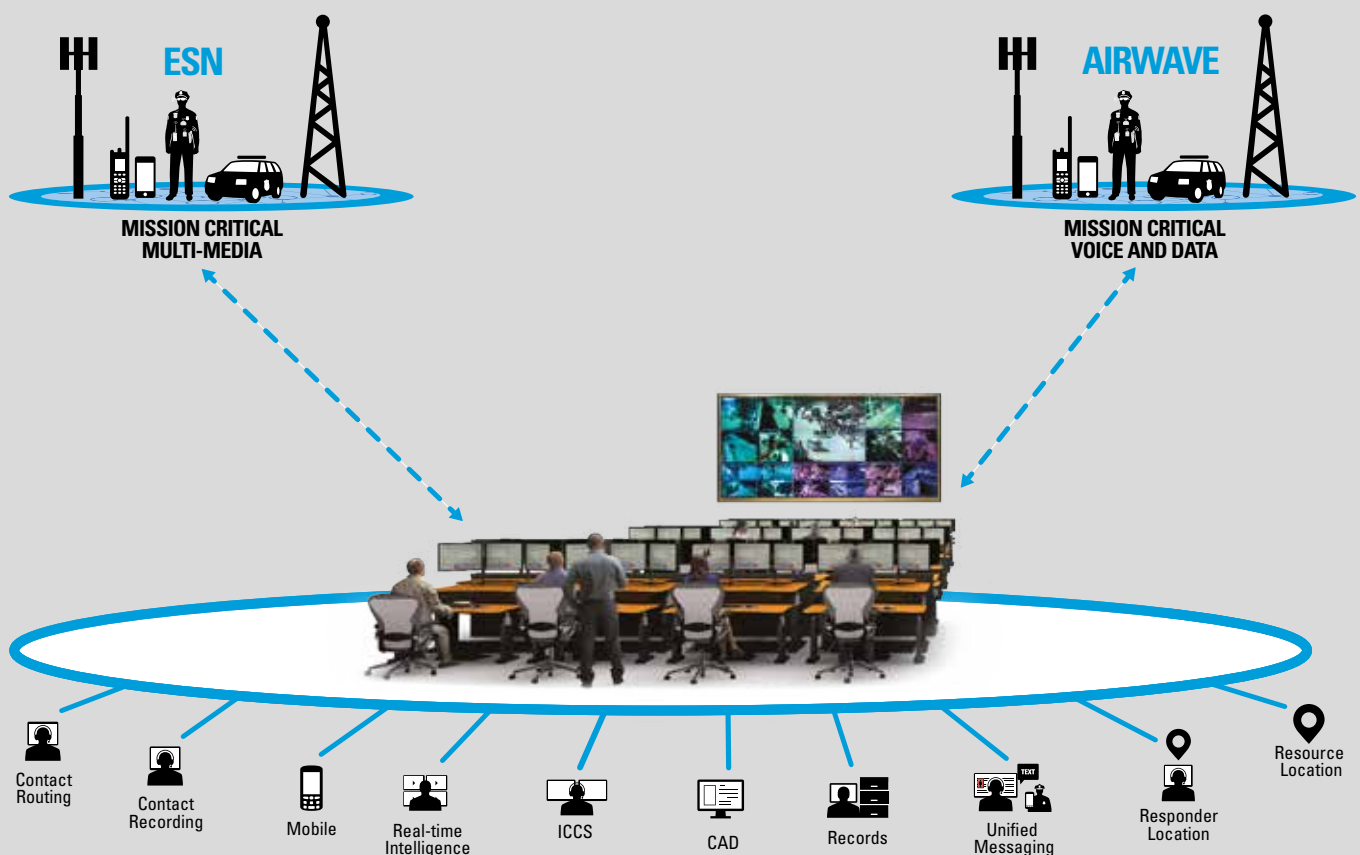 ESN
AIRWAVE
MISSION CRITICAL
MULTI-MEDIA
MISSION CRITICAL
VOICE AND DATA
Contact
Routing
Contact
Recording
Mobile
Real-time
Intelligence
ICCS
CAD
Records
TEXT
Unified
Messaging
Responder
Location
Resource
Location